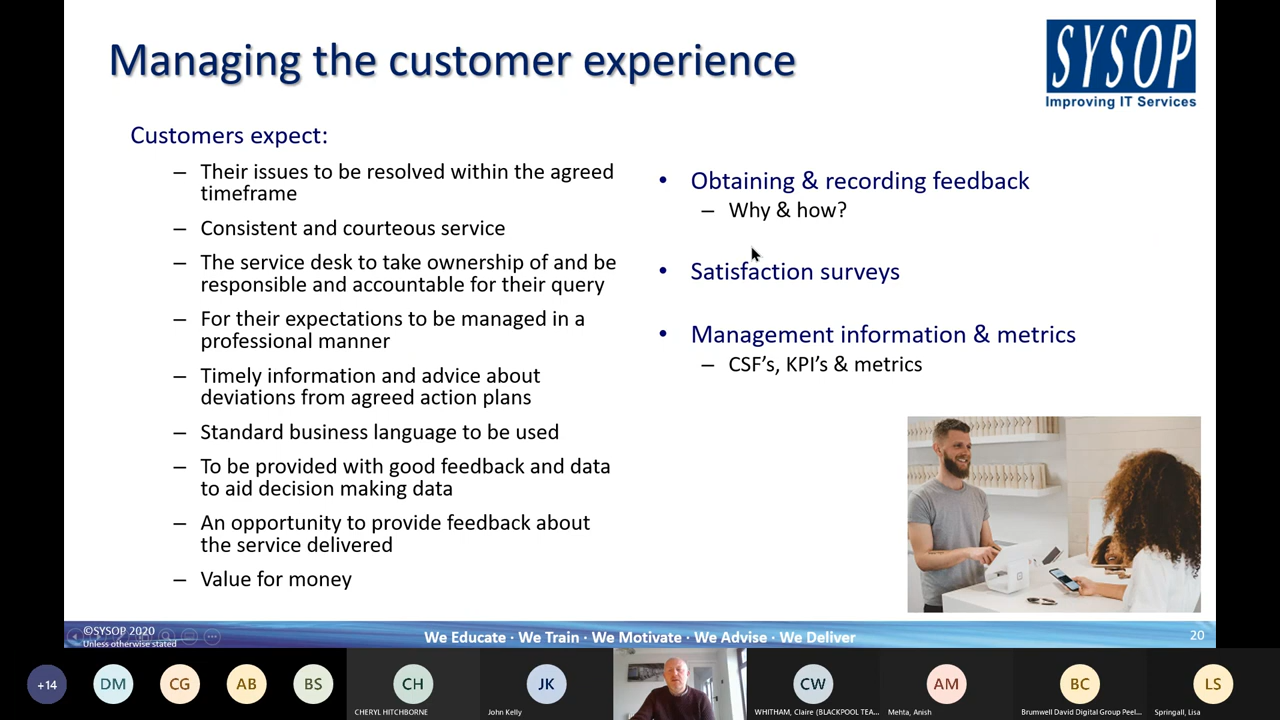 Managing the customer experience
SYSOP
Improving IT Services
Customers expect:
– Their issues to be resolved within the agreed
timeframe
– Consistent and courteous service
– The service desk to take ownership of and be
responsible and accountable for their query
– For their expectations to be managed in a
professional manner
– Timely information and advice about
deviations from agreed action plans
– Standard business language to be used
– To be provided with good feedback and data
to aid decision making data
– An opportunity to provide feedback about
the service delivered
– Value for money
• Obtaining & recording feedback
– Why & how?
• Satisfaction surveys
• Management information & metrics
– CSF's, KPI's & metrics
©SYSOP 2020
Unless otherwise stated
We Educate · We Train · We Motivate · We Advise · We Deliver
20
+14
DM
CG
AB
BS
CH
CHERYL HITCHBORNE
JK
John Kelly
CW
WHITHAM, Claire (BLACKPOOL TEA...
AM
Mehta, Anish
BC
Brumwell David Digital Group Peel...
LS
Springall, Lisa